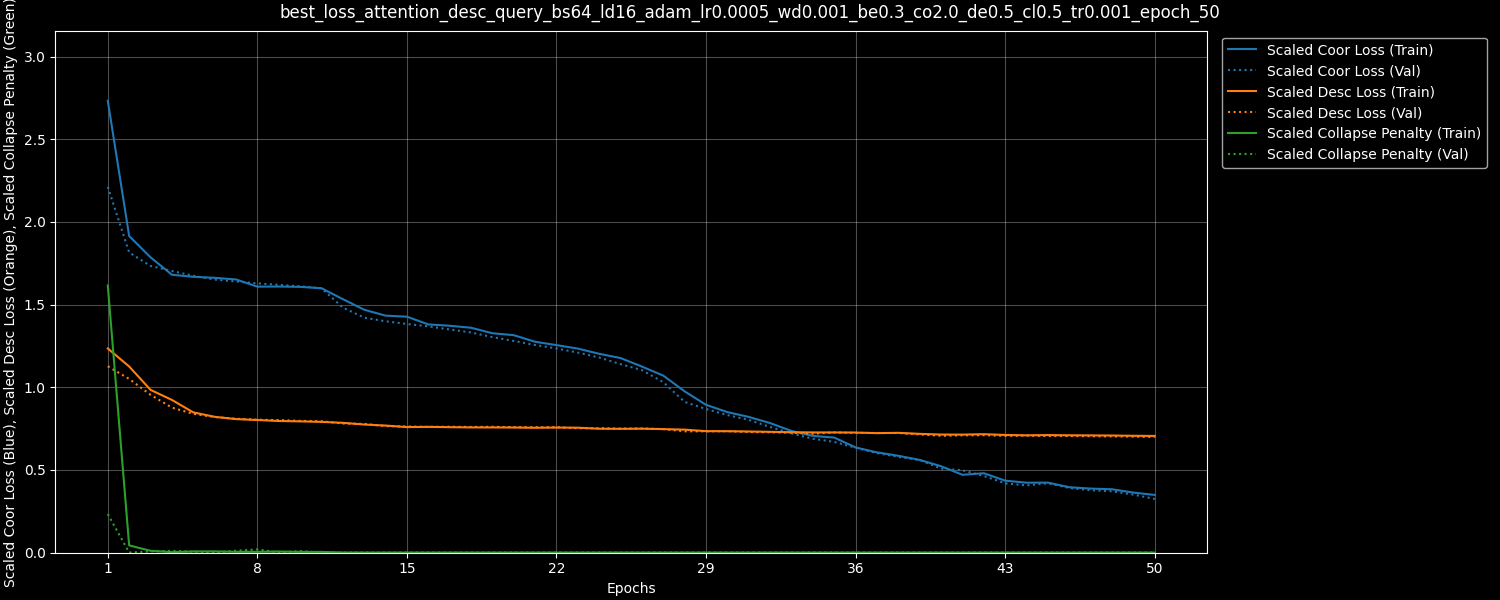 best_loss_attention_desc_query_bs64_ld16_adam_lr0.0005_wd0.001_be0.3_co2.0_de0.5_cl0.5_tr0.001_epoch_50
Scaled Coor Loss (Blue), Scaled Desc Loss (Orange), Scaled Collapse Penalty (Green)
3.0
2.5
2.0
1.5
1.0
0.5
0.0
1 8 15 22 29 36 43 50
Epochs
Scaled Coor Loss (Train)
Scaled Coor Loss (Val)
Scaled Desc Loss (Train)
Scaled Desc Loss (Val)
Scaled Collapse Penalty (Train)
Scaled Collapse Penalty (Val)